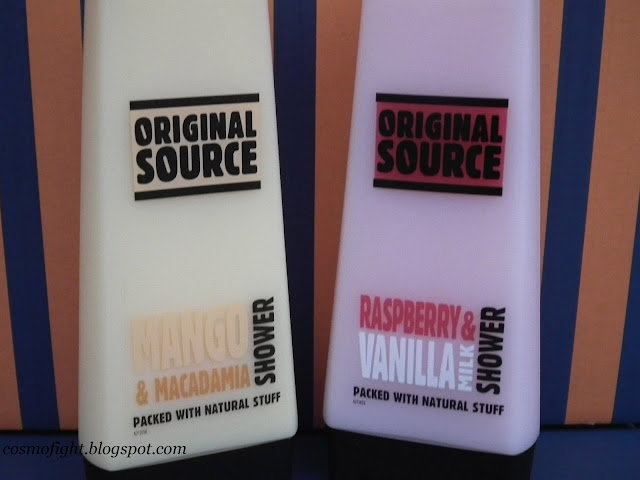 ORIGINAL
SOURCE
MANGO
& MACADAMIA
SHOWER
PACKED WITH NATURAL STUFF
ORIGINAL
SOURCE
RASPBERRY &
VANILLA
MILK
SHOWER
PACKED WITH NATURAL STUFF
cosmofight.blogspot.com